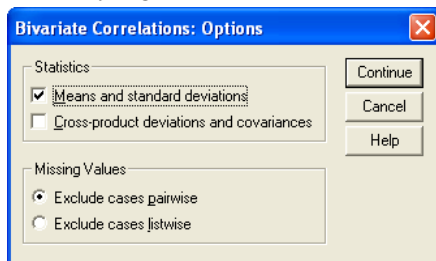 Bivariate Correlations: Options
Statistics
Means and standard deviations
Cross-product deviations and covariances
Continue
Cancel
Help
Missing Values
Exclude cases pairwise
Exclude cases listwise